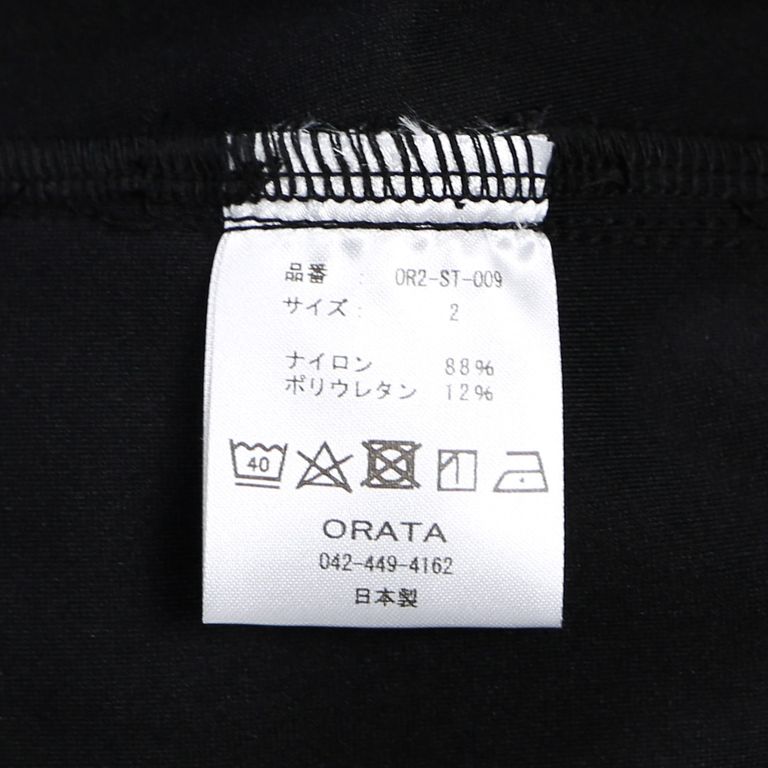 品番 : OR2-ST-009
サイズ : 2
ナイロン 88%
ポリウレタン 12%
40
ORATA
042-449-4162
日本製